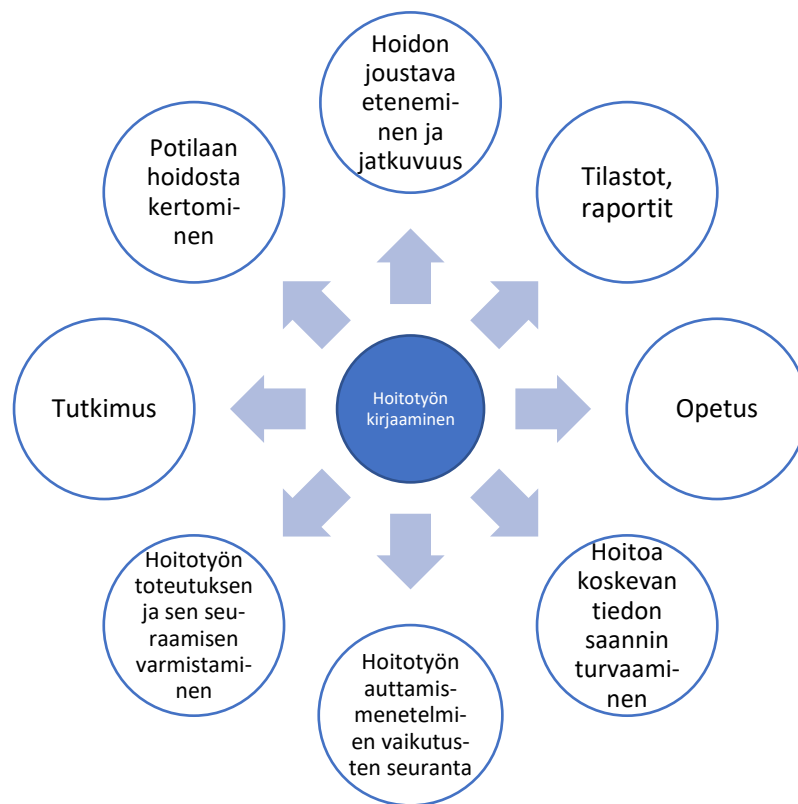 Hoidon
joustava
etenemi-
nen ja
jatkuvuus
Tilastot,
raportit
Opetus
Hoitoa
koskevan
tiedon
saannin
turvaami-
nen
Hoitotyön
auttamis-
menetelmi-
en vaikutus-
ten seuranta
Hoitotyön
toteutuksen
ja sen seu-
raamisen
varmistami-
nen
Tutkimus
Potilaan
hoidosta
kertomi-
nen
Hoitotyön
kirjaaminen